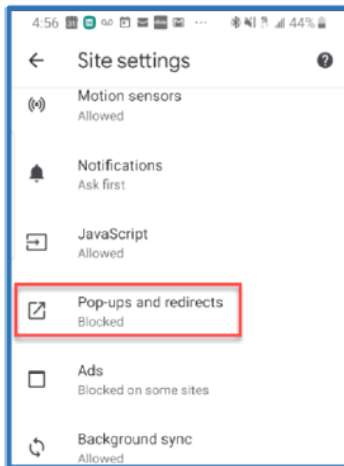 4:56 44%
Site settings
Motion sensors
Allowed
Notifications
Ask first
JavaScript
Allowed
Pop-ups and redirects
Blocked
Ads
Blocked on some sites
Background sync
Allowed